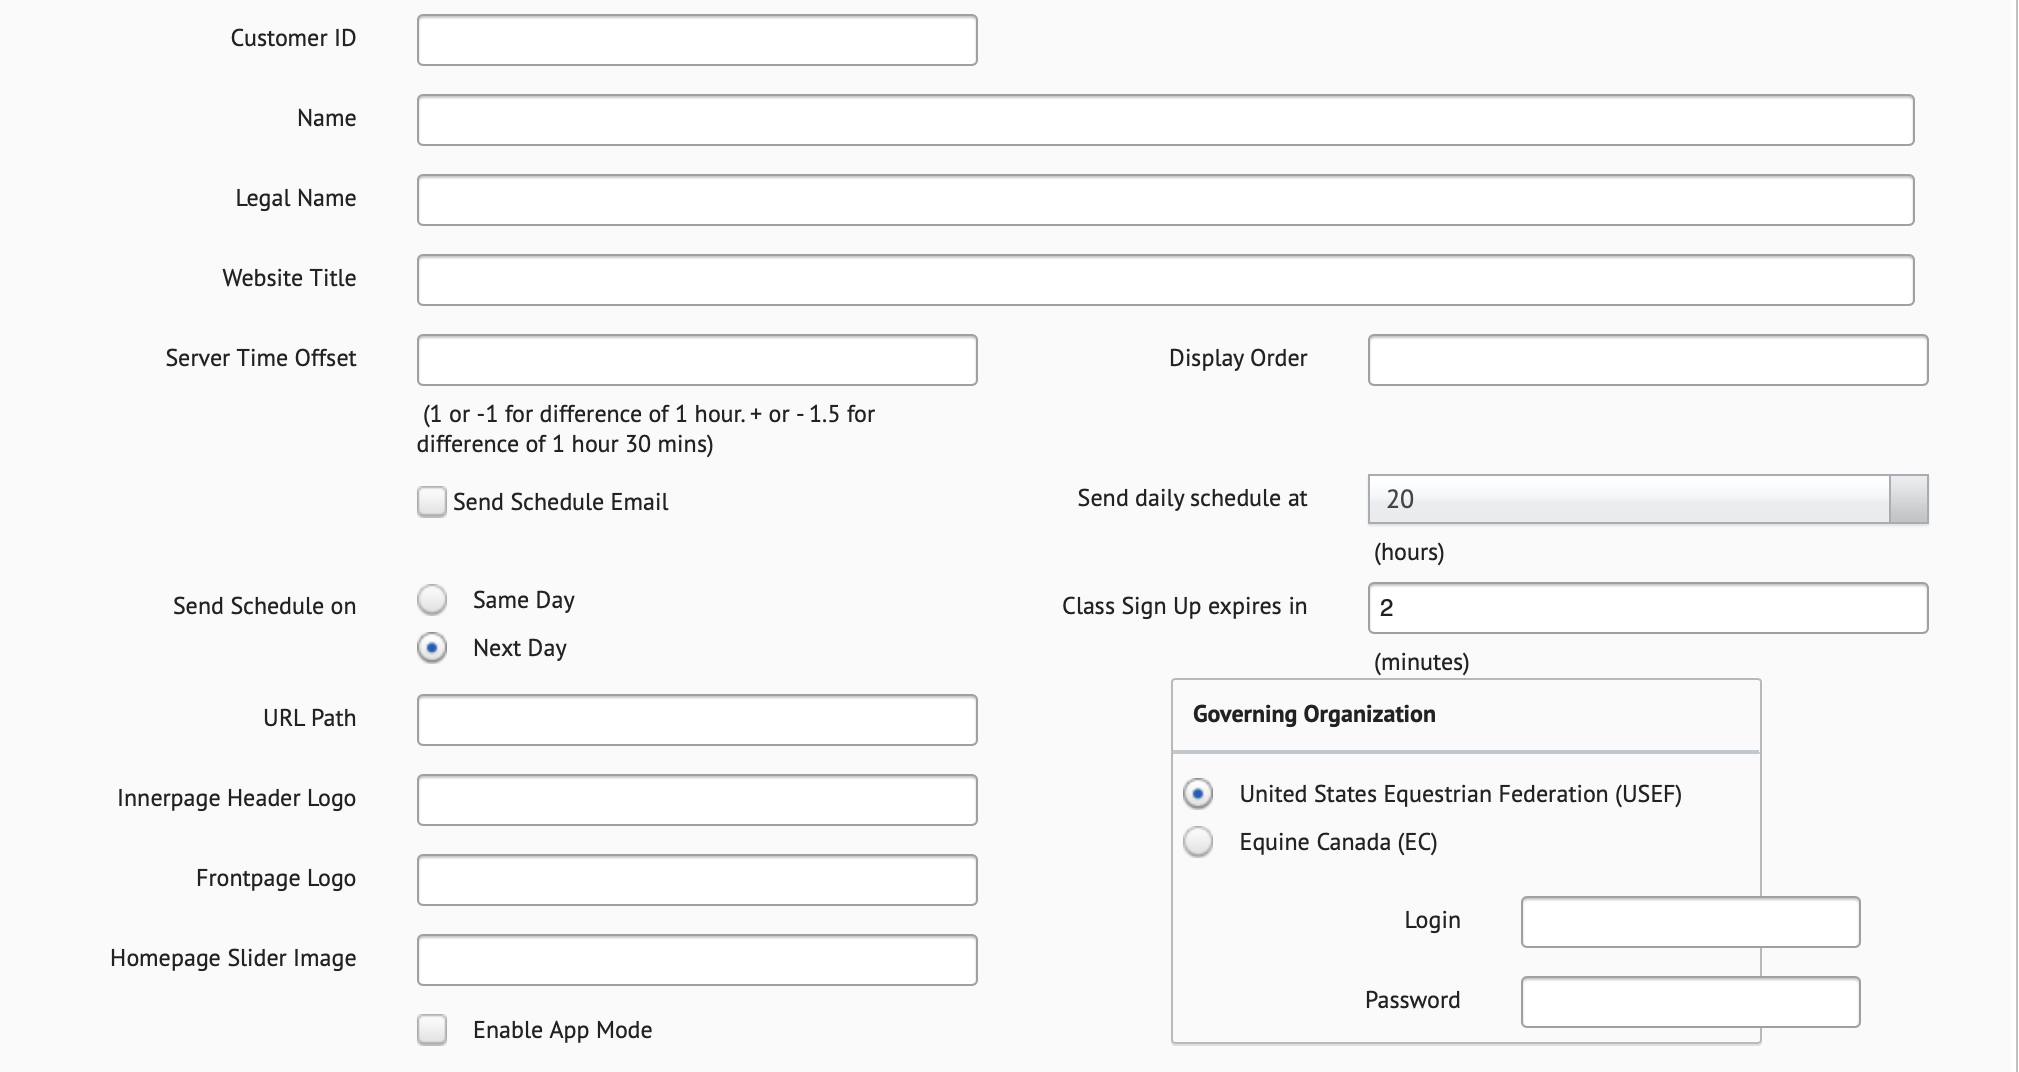 Customer ID
Name
Legal Name
Website Title
Server Time Offset
Display Order
(1 or -1 for difference of 1 hour. + or - 1.5 for
difference of 1 hour 30 mins)
Send Schedule Email
Send daily schedule at
20
(hours)
Send Schedule on
Same Day
Next Day
Class Sign Up expires in
2
(minutes)
URL Path
Innerpage Header Logo
Frontpage Logo
Homepage Slider Image
Enable App Mode
Governing Organization
United States Equestrian Federation (USEF)
Equine Canada (EC)
Login
Password